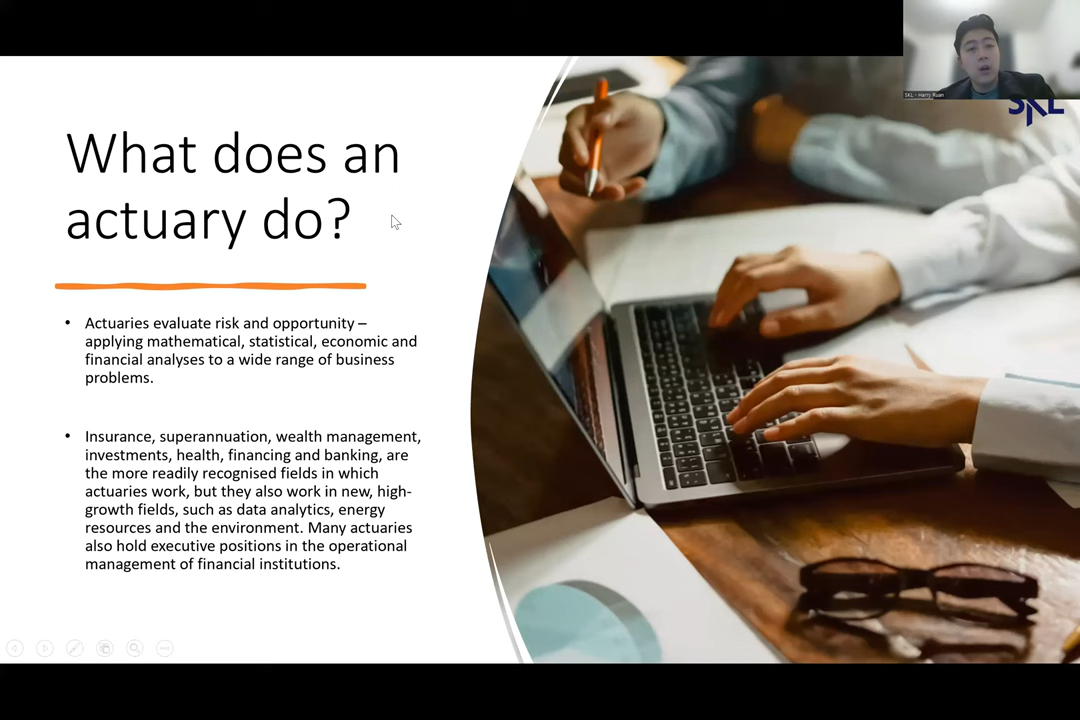 SKL - Harry Ruan
SKL
What does an
actuary do?
• Actuaries evaluate risk and opportunity –
applying mathematical, statistical, economic and
financial analyses to a wide range of business
problems.
• Insurance, superannuation, wealth management,
investments, health, financing and banking, are
the more readily recognised fields in which
actuaries work, but they also work in new, high-
growth fields, such as data analytics, energy
resources and the environment. Many actuaries
also hold executive positions in the operational
management of financial institutions.